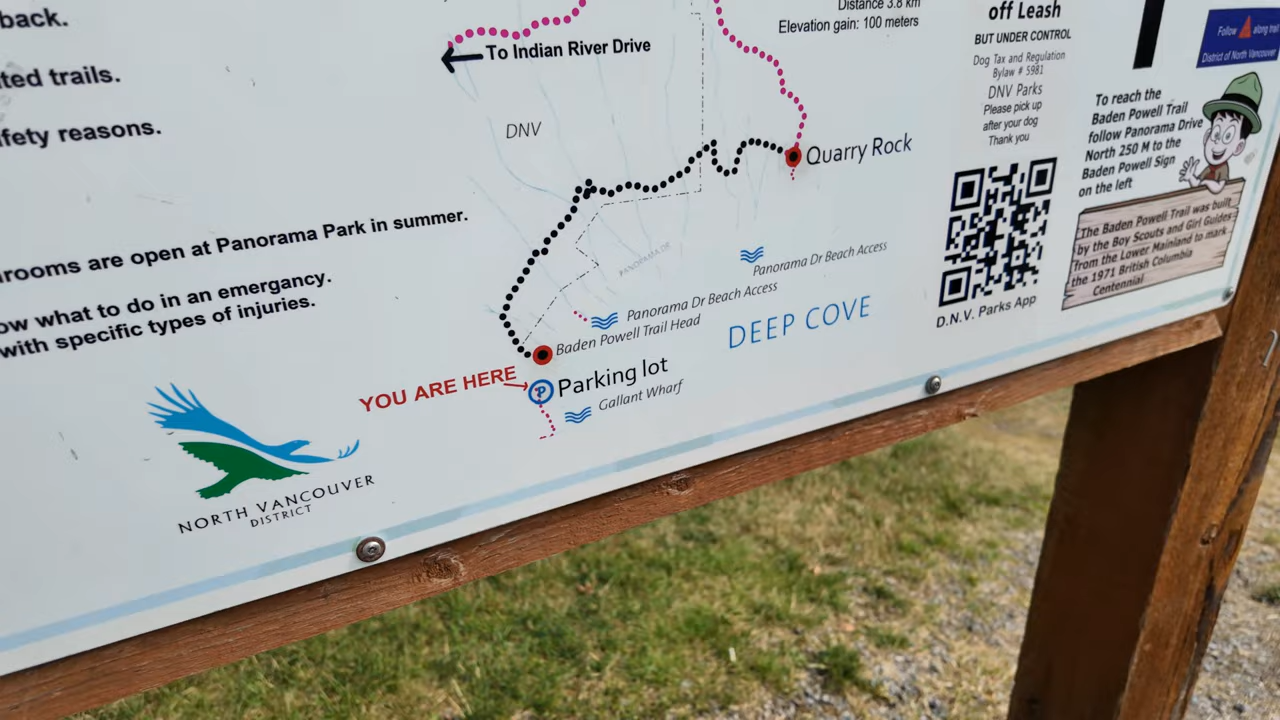 back.
ted trails.
fety reasons.
rooms are open at Panorama Park in summer.
ow what to do in an emergency.
with specific types of injuries.
NORTH VANCOUVER
DISTRICT
To Indian River Drive
Distance 3.8 km
Elevation gain: 100 meters
DNV
Quarry Rock
PANORAMA DR
Panorama Dr Beach Access
Panorama Dr Beach Access
Baden Powell Trail Head
DEEP COVE
YOU ARE HERE
P
Parking lot
Gallant Wharf
off Leash
BUT UNDER CONTROL
Dog Tax and Regulation
Bylaw # 5981
DNV Parks
Please pick up
after your dog
Thank you
D.N.V. Parks App
Follow along trail
District of North Vancouver
To reach the
Baden Powell Trail
follow Panorama Drive
North 250 M to the
Baden Powell Sign
on the left
The Baden Powell Trail was built
by the Boy Scouts and Girl Guides
from the Lower Mainland to mark
the 1971 British Columbia
Centennial